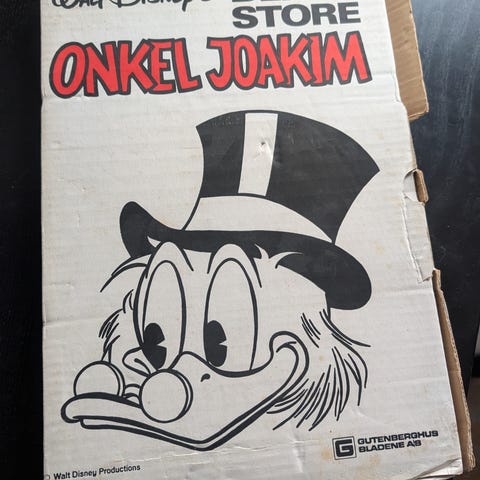 Walt Disney's
STORE
ONKEL JOAKIM
Walt Disney Productions
G GUTENBERGHUS
BLADENE A/S